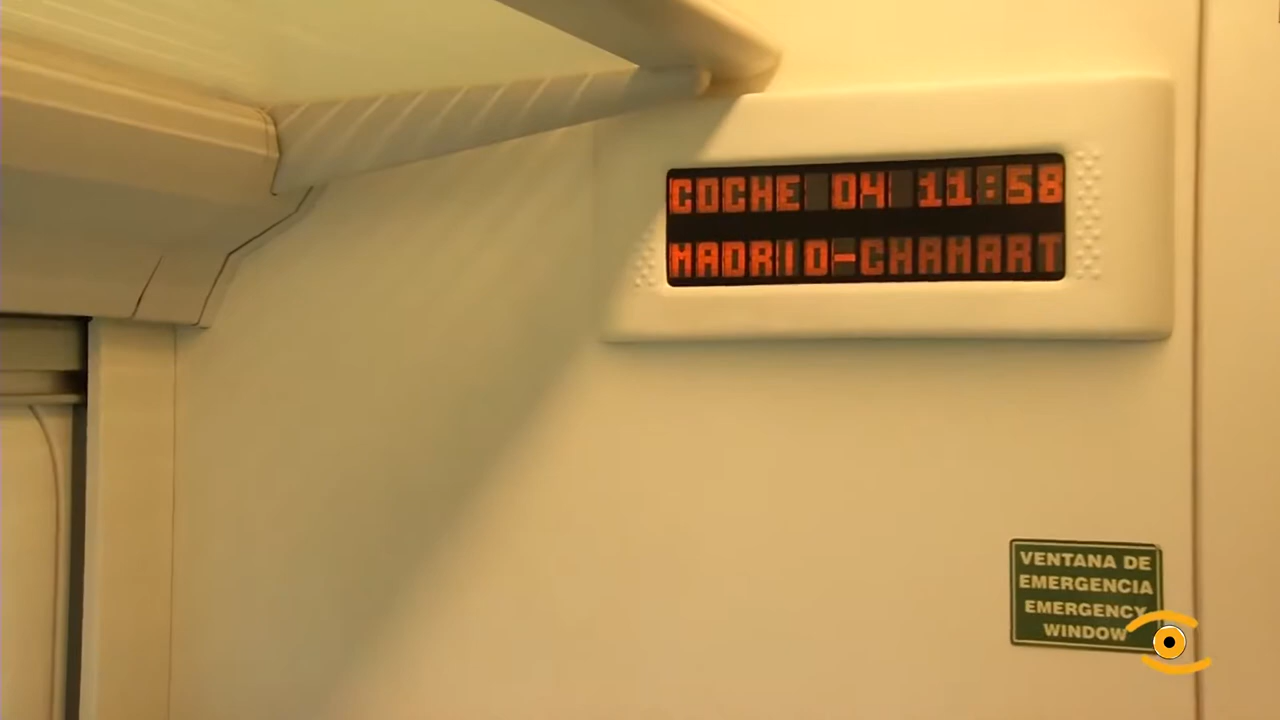 COCHE 04 11:58
MADRID-CHAMART
VENTANA DE
EMERGENCIA
EMERGENCY
WINDOW